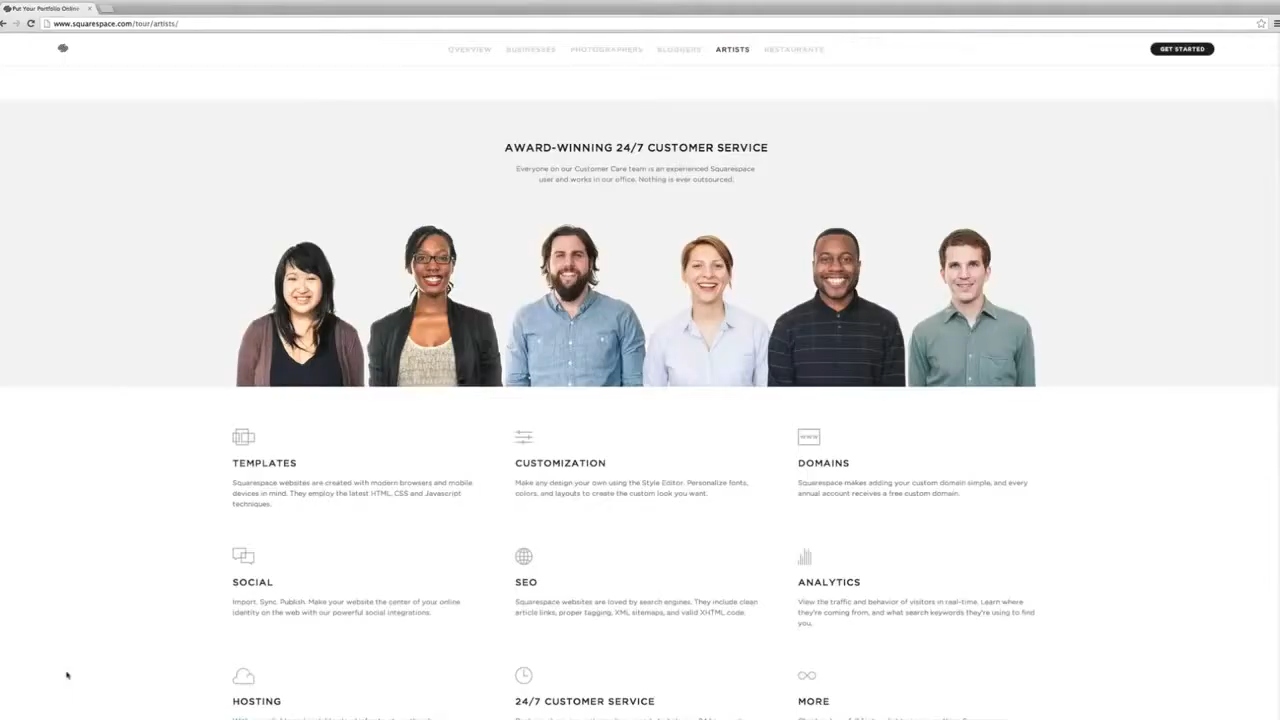 Put Your Portfolio Online
www.squarespace.com/tour/artists/
OVERVIEW BUSINESSES PHOTOGRAPHERS BLOGGERS ARTISTS RESTAURANTS
GET STARTED
AWARD-WINNING 24/7 CUSTOMER SERVICE
Everyone on our Customer Care team is an experienced Squarespace
user and works in our office. Nothing is ever outsourced.
TEMPLATES
Squarespace websites are created with modern browsers and mobile
devices in mind. They employ the latest HTML, CSS and Javascript
techniques.
CUSTOMIZATION
Make any design your own using the Style Editor. Personalize fonts,
colors, and layouts to create the custom look you want.
WWW
DOMAINS
Squarespace makes adding your custom domain simple, and every
annual account receives a free custom domain.
SOCIAL
Import. Sync. Publish. Make your website the center of your online
identity on the web with our powerful social integrations.
SEO
Squarespace websites are loved by search engines. They include clean
article links, proper tagging, XML sitemaps, and valid XHTML code.
ANALYTICS
View the traffic and behavior of visitors in real-time. Learn where
they're coming from, and what search keywords they're using to find
you.
HOSTING
24/7 CUSTOMER SERVICE
MORE